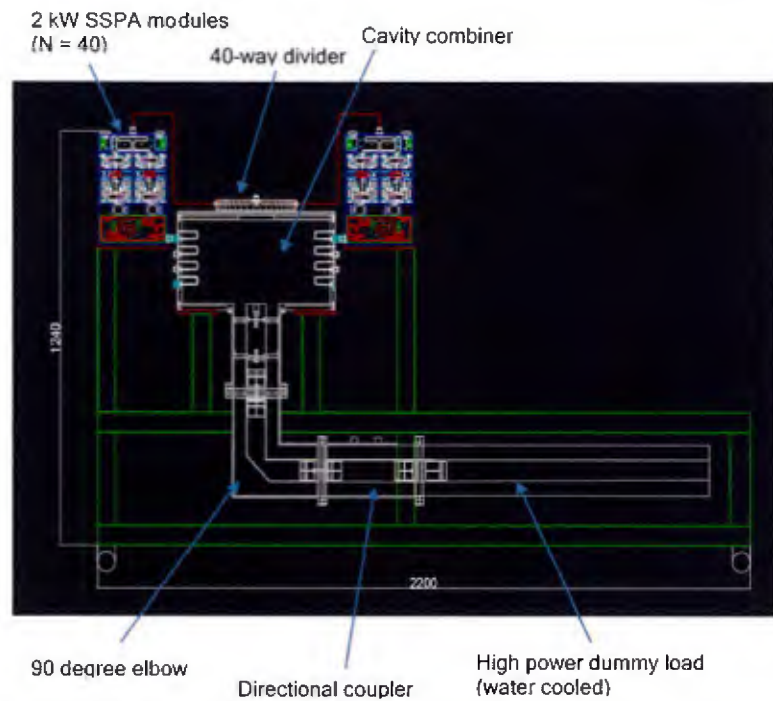 2 kW SSPA modules
(N = 40)
40-way divider
Cavity combiner
1240
2200
90 degree elbow
Directional coupler
High power dummy load
(water cooled)